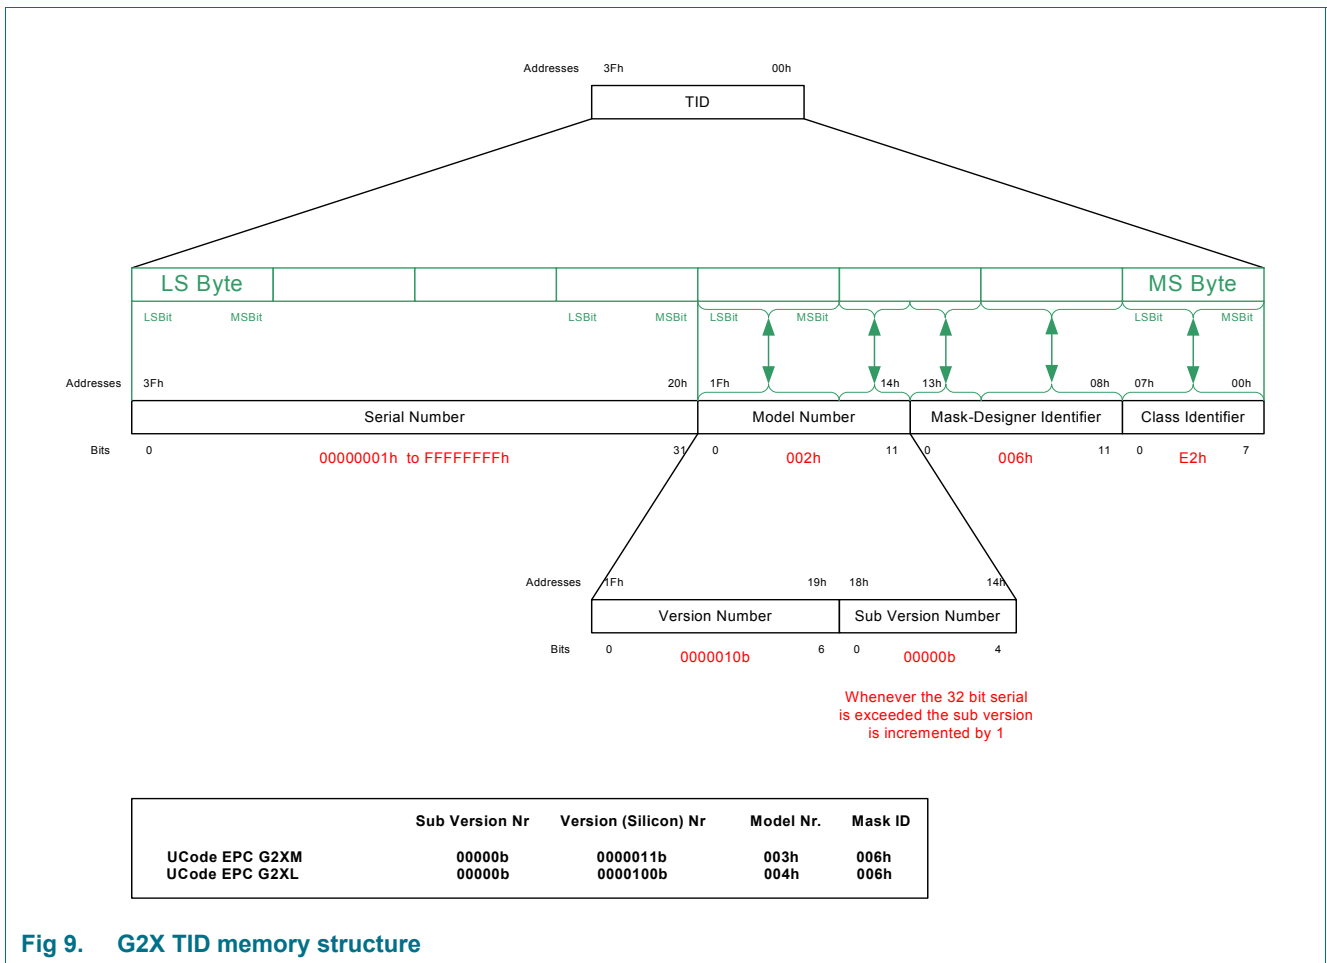 Addresses 3Fh 00h
TID
LS Byte MS Byte
LSBit MSBit LSBit MSBit LSBit MSBit LSBit MSBit
Addresses 3Fh 20h 1Fh 14h 13h 08h 07h 00h
Serial Number Model Number Mask-Designer Identifier Class Identifier
Bits 0 31 0 11 0 11 0 7
00000001h to FFFFFFFFh 002h 006h E2h
Addresses 1Fh 19h 18h 14h
Version Number Sub Version Number
Bits 0 6 0 4
0000010b 00000b
Whenever the 32 bit serial
is exceeded the sub version
is incremented by 1
Sub Version Nr Version (Silicon) Nr Model Nr. Mask ID
UCode EPC G2XM 00000b 0000011b 003h 006h
UCode EPC G2XL 00000b 0000100b 004h 006h
Fig 9. G2X TID memory structure